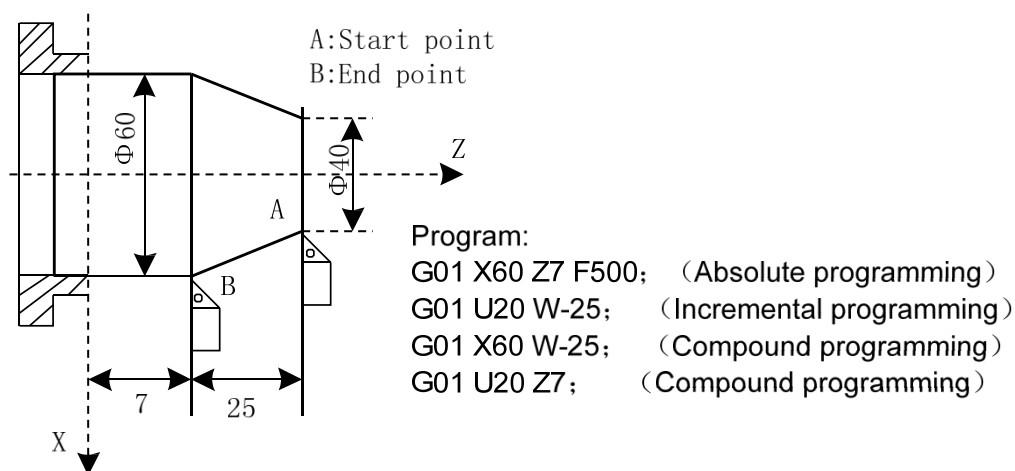 A:Start point
B:End point
Φ60
Φ40
Z
A
B
7
25
X
Program:
G01 X60 Z7 F500； （Absolute programming）
G01 U20 W-25； （Incremental programming）
G01 X60 W-25； （Compound programming）
G01 U20 Z7； （Compound programming）